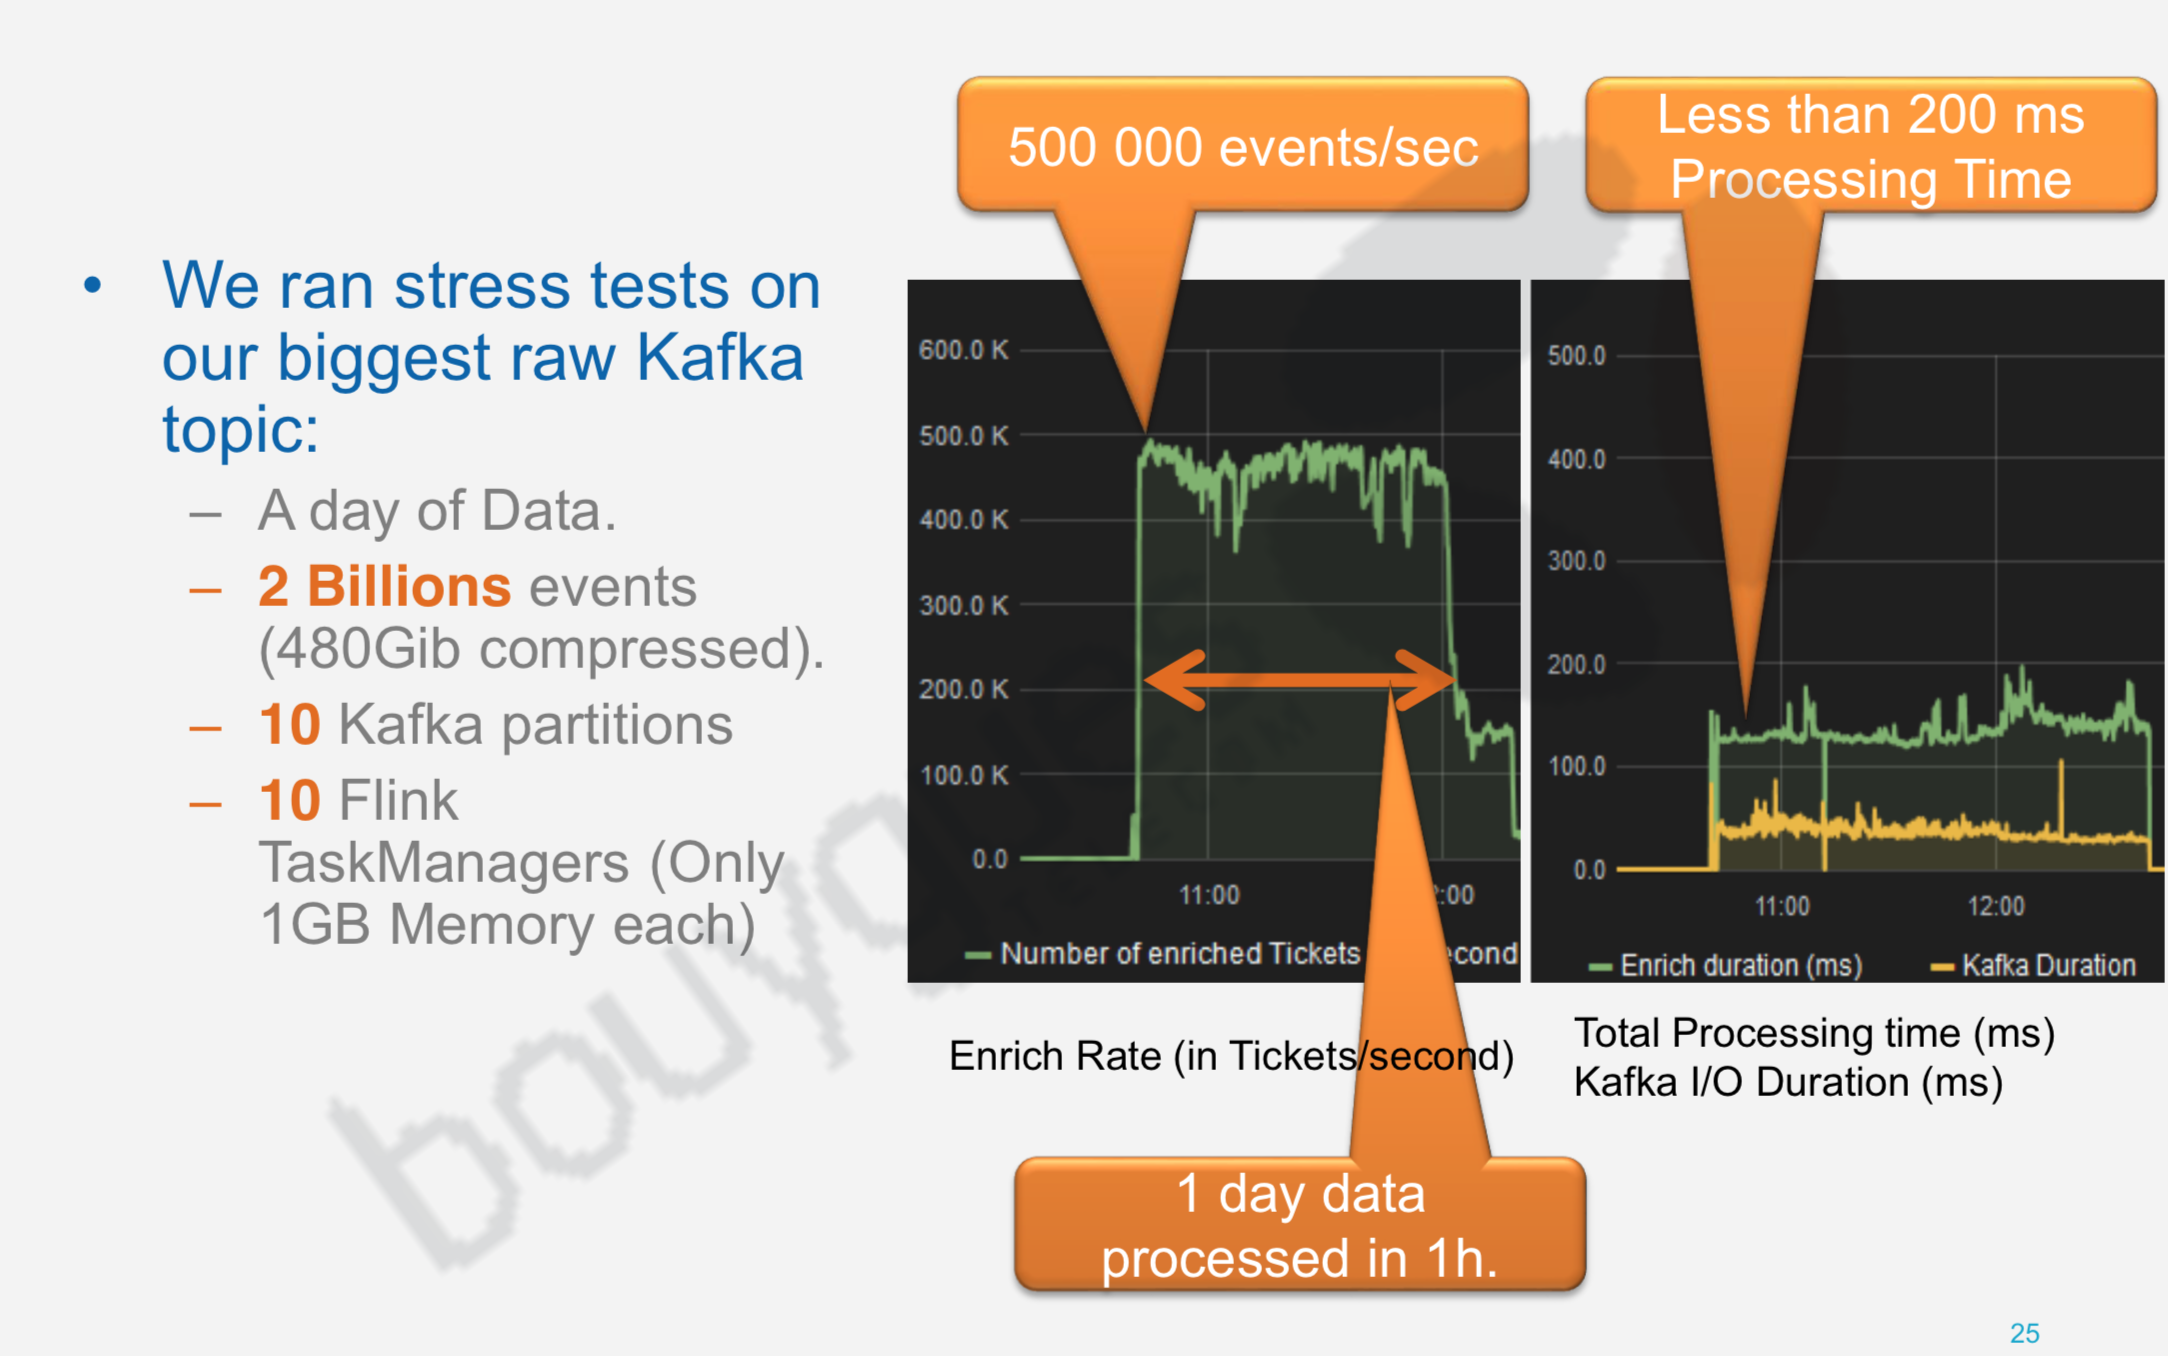 500 000 events/sec
Less than 200 ms
Processing Time
• We ran stress tests on
our biggest raw Kafka
topic:
– A day of Data.
– 2 Billions events
(480Gib compressed).
– 10 Kafka partitions
– 10 Flink
TaskManagers (Only
1GB Memory each)
600.0 K
500.0 K
400.0 K
300.0 K
200.0 K
100.0 K
0.0
11:00
2:00
Number of enriched Tickets econd
Enrich Rate (in Tickets/second)
500.0
400.0
300.0
200.0
100.0
0.0
11:00
12:00
Enrich duration (ms) Kafka Duration
Total Processing time (ms)
Kafka I/O Duration (ms)
1 day data
processed in 1h.
25